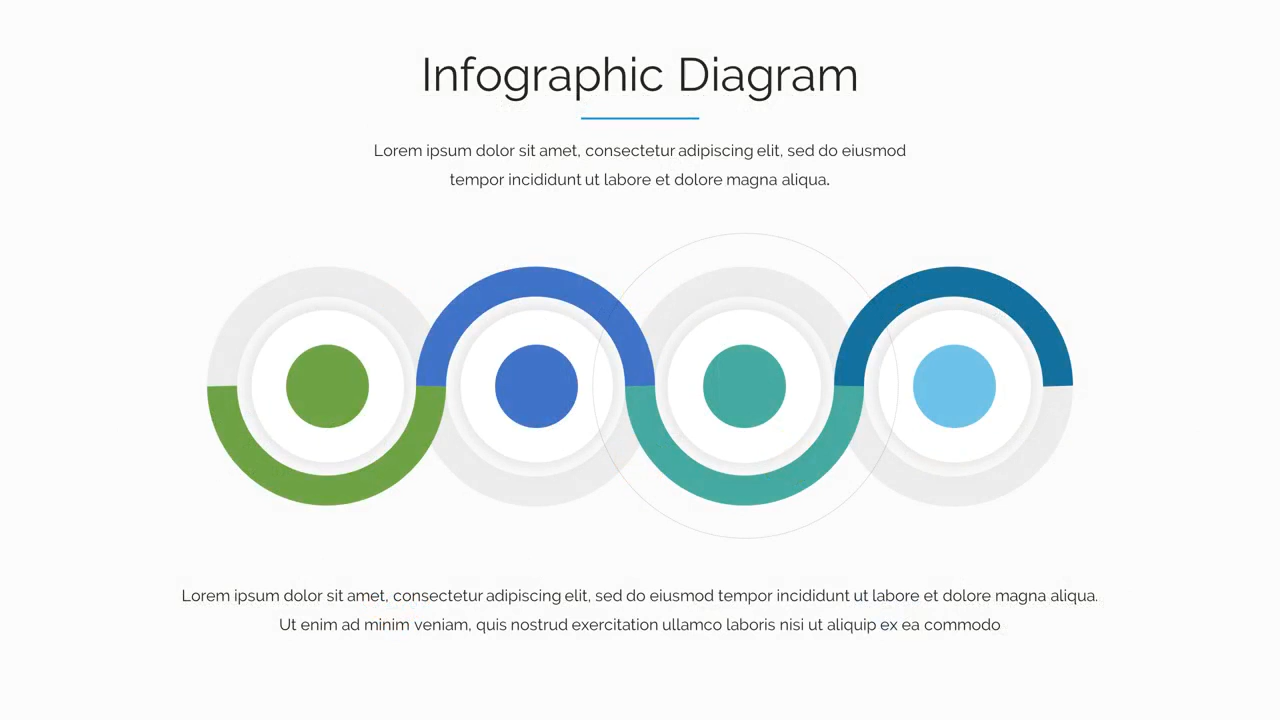 Infographic Diagram
Lorem ipsum dolor sit amet, consectetur adipiscing elit, sed do eiusmod
tempor incididunt ut labore et dolore magna aliqua.
Lorem ipsum dolor sit amet, consectetur adipiscing elit, sed do eiusmod tempor incididunt ut labore et dolore magna aliqua.
Ut enim ad minim veniam, quis nostrud exercitation ullamco laboris nisi ut aliquip ex ea commodo